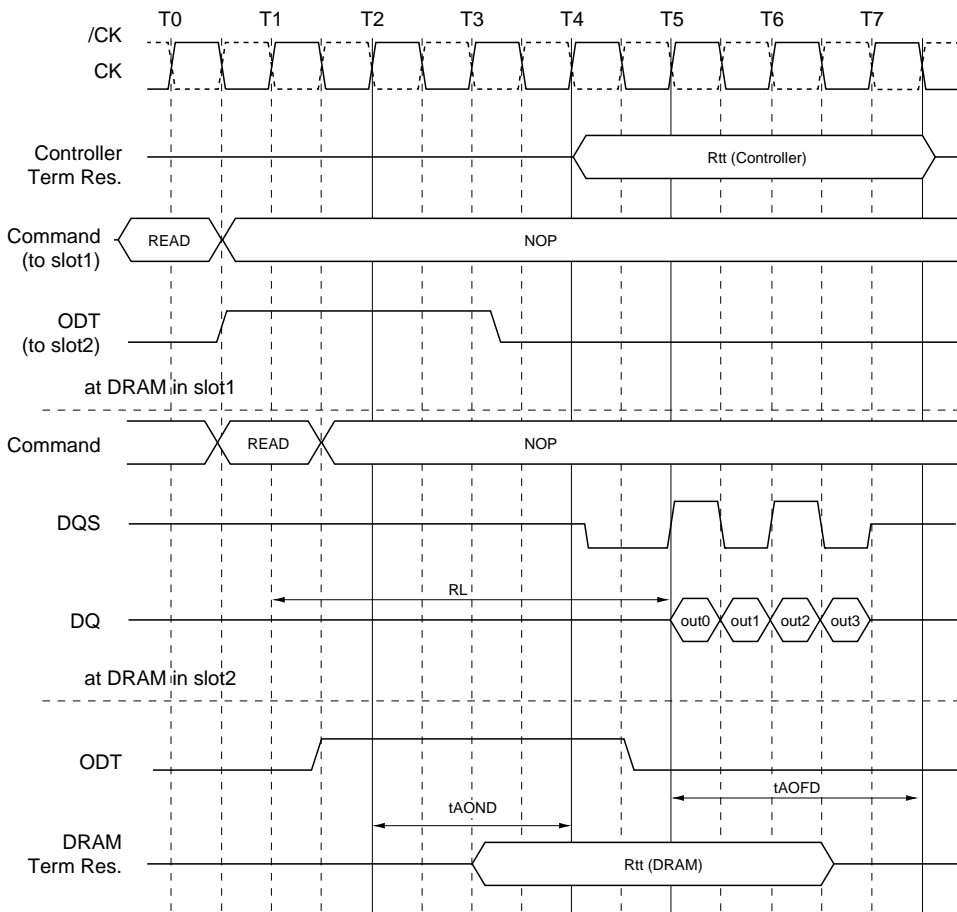 T0 T1 T2 T3 T4 T5 T6 T7
/CK
CK
Controller
Term Res.
Rtt (Controller)
Command
(to slot1)
READ
NOP
ODT
(to slot2)
at DRAM in slot1
Command
READ
NOP
DQS
RL
DQ
out0 out1 out2 out3
at DRAM in slot2
ODT
tAOND
tAOFD
DRAM
Term Res.
Rtt (DRAM)